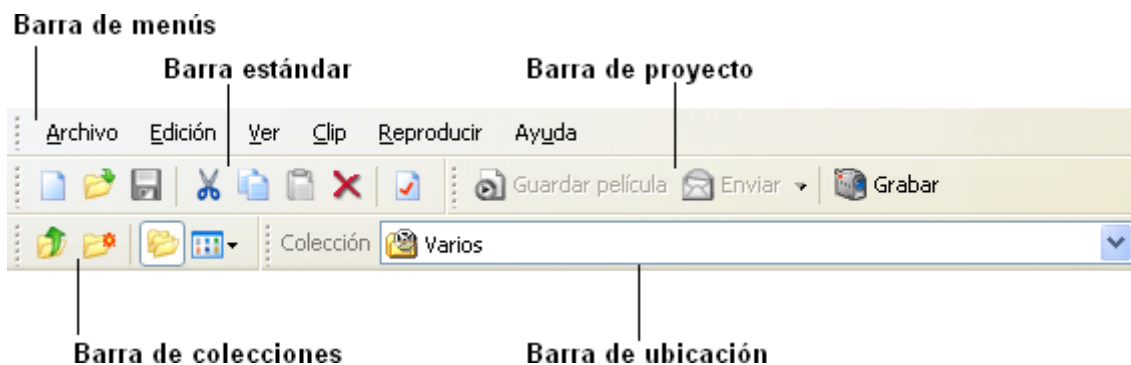 Barra de menús
Barra estándar Barra de proyecto
Archivo Edición Ver Clip Reproducir Ayuda
Guardar película Enviar Grabar
Colección Varios
Barra de colecciones Barra de ubicación